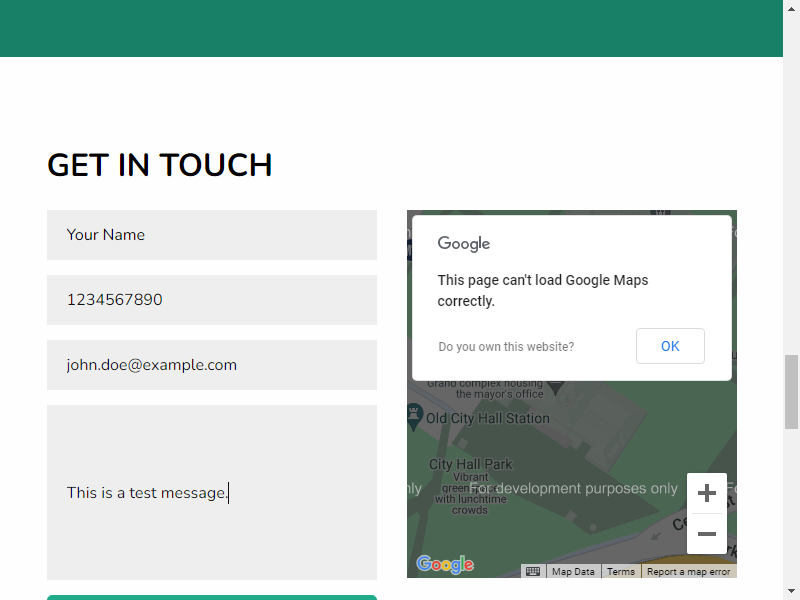 GET IN TOUCH
Your Name
1234567890
john.doe@example.com
This is a test message.
Google
This page can't load Google Maps
correctly.
Do you own this website?
OK
Grand complex housing
the mayor's office
Old City Hall Station
City Hall Park
Vibrant
green
with lunchtime
crowds
nly
For development purposes only
Fo
Google
Map Data
Terms
Report a map error